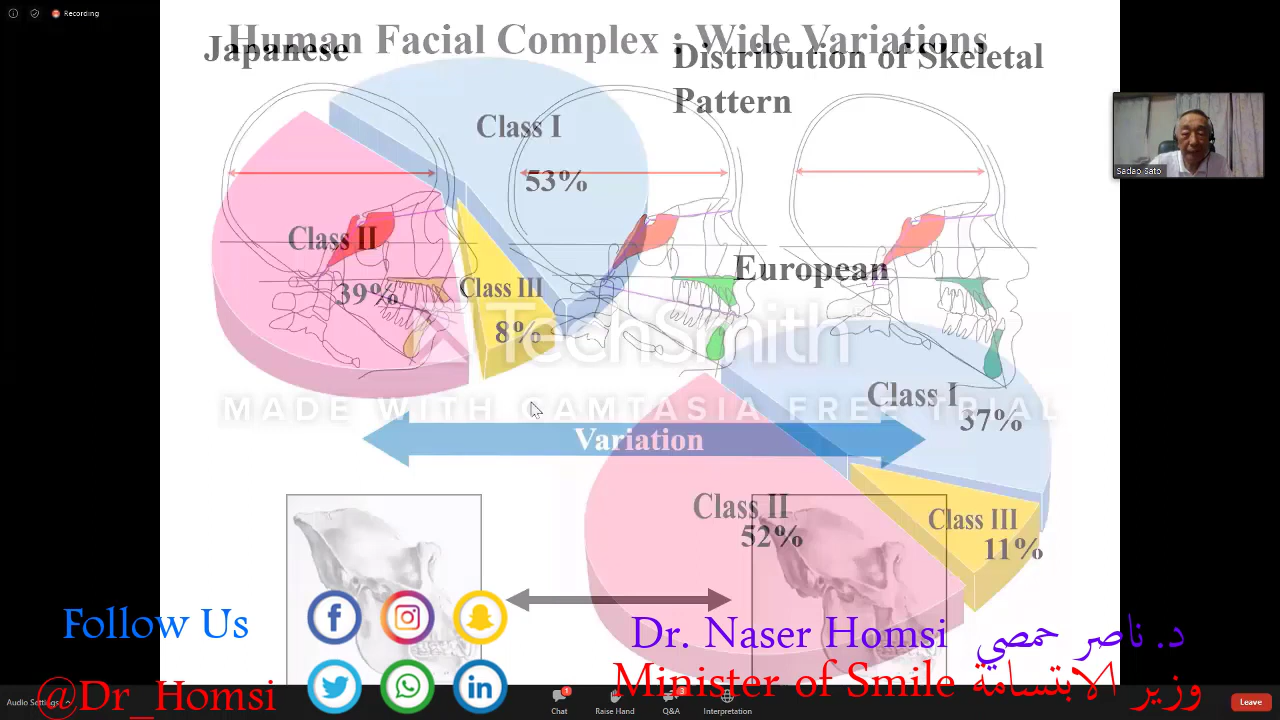 Recording
Human Facial Complex : Wide Variations
Japanese
Distribution of Skeletal
Pattern
Class I
53%
Class II
39%
Class III
8%
Sadao Sato
European
TechSmith
MADE WITH CAMTASIA FREE TRIAL
Class I
37%
Variation
Class II
52%
Class III
11%
Follow Us
@Dr_Homsi
Dr. Naser Homsi د. ناصر حمصي
Minister of Smile وزير الابتسامة
Audio Settings
Chat
1
Raise Hand
Q&A
3
Interpretation
Leave